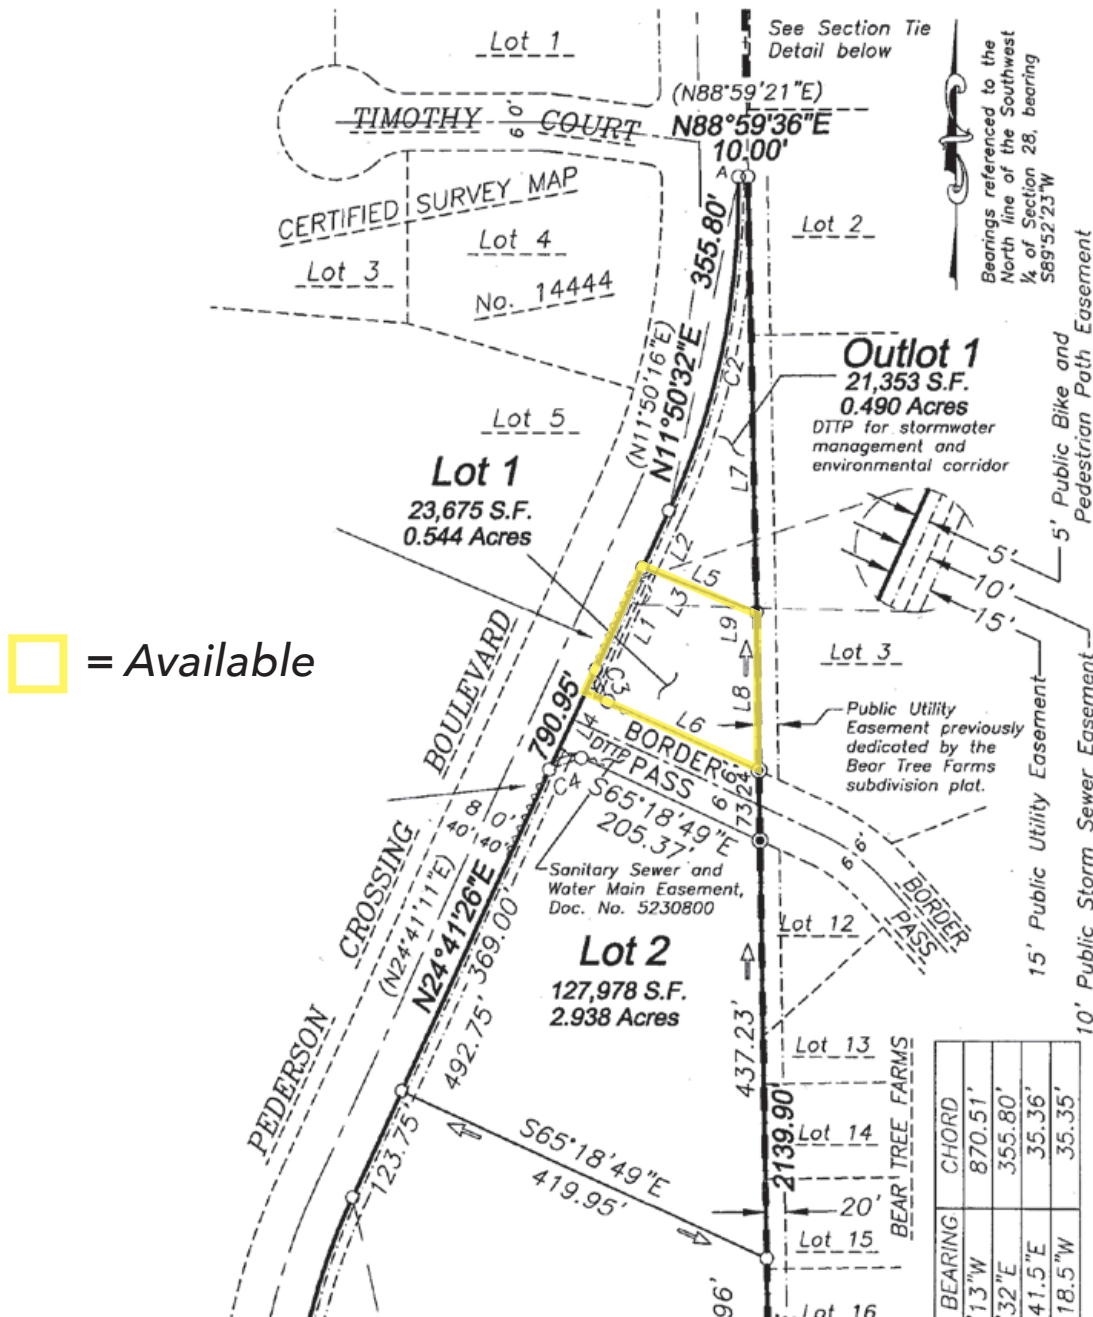 See Section Tie
Detail below
Lot 1
(N88°59'21"E)
N88°59'36"E
10.00'
TIMOTHY COURT
60'
A
Bearings referenced to the
North line of the Southwest
¼ of Section 28, bearing
S89°52'23"W
CERTIFIED SURVEY MAP
No. 14444
Lot 4
Lot 3
Lot 2
355.80'
(N11°50'16"E)
N11°50'32"E
C2
Outlot 1
21,353 S.F.
0.490 Acres
DTTP for stormwater
management and
environmental corridor
Lot 5
L7
Lot 1
23,675 S.F.
0.544 Acres
L2
L5
L3
L1
L9
5'
10'
15'
5' Public Bike and
Pedestrian Path Easement
15' Public Utility Easement
10' Public Storm Sewer Easement
= Available
Lot 3
C3
L8
L6
Public Utility
Easement previously
dedicated by the
Bear Tree Farms
subdivision plat.
790.95'
L4
DTTP
BORDER
PASS
66'
73.24'
C4
S65°18'49"E
205.37'
PEDERSON CROSSING BOULEVARD
80'
40' 40'
Sanitary Sewer and
Water Main Easement,
Doc. No. 5230800
66'
BORDER
PASS
(N24°41'11"E)
N24°41'26"E
369.00'
492.75'
Lot 2
127,978 S.F.
2.938 Acres
Lot 12
437.23'
Lot 13
2139.90'
Lot 14
BEAR TREE FARMS
123.75'
S65°18'49"E
419.95'
20'
Lot 15
Lot 16
96'
BEARING CHORD
'13"W 870.51'
'32"E 355.80'
41.5"E 35.36'
18.5"W 35.35'